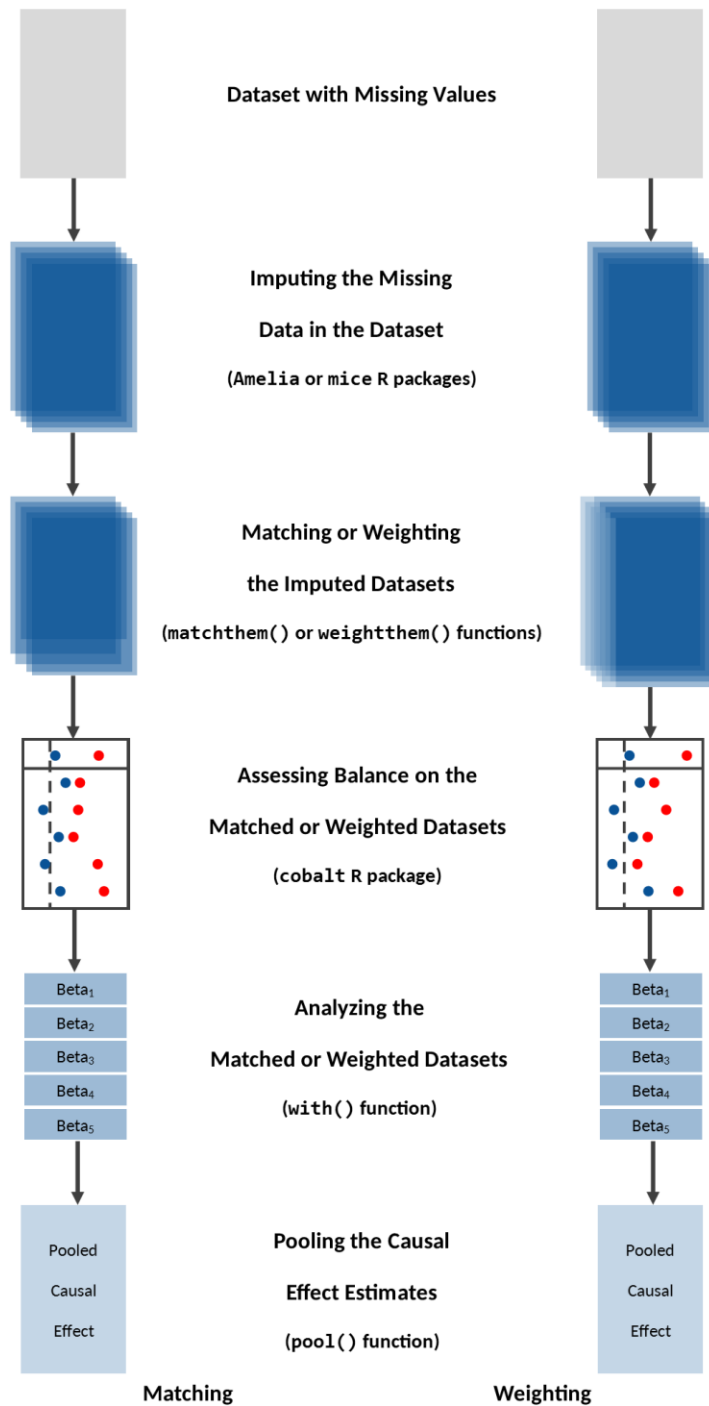 Dataset with Missing Values
Imputing the Missing
Data in the Dataset
(Amelia or mice R packages)
Matching or Weighting
the Imputed Datasets
(matchthem() or weightthem() functions)
Assessing Balance on the
Matched or Weighted Datasets
(cobalt R package)
Beta₁
Beta₂
Beta₃
Beta₄
Beta₅
Analyzing the
Matched or Weighted Datasets
(with() function)
Beta₁
Beta₂
Beta₃
Beta₄
Beta₅
Pooled
Causal
Effect
Pooling the Causal
Effect Estimates
(pool() function)
Pooled
Causal
Effect
Matching
Weighting